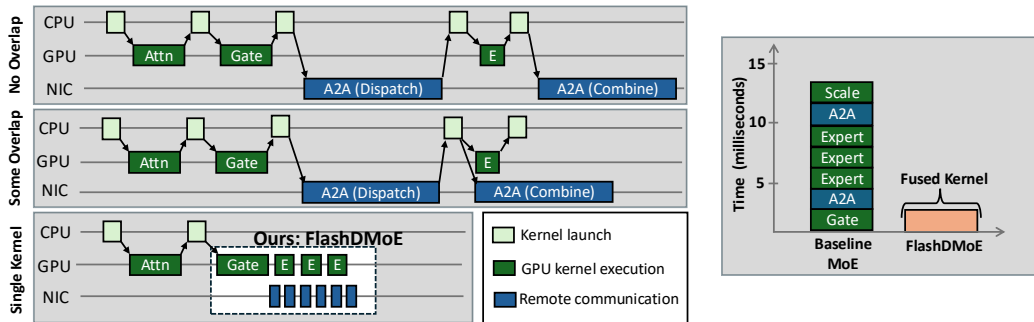 No Overlap
CPU
GPU
NIC
Attn
Gate
A2A (Dispatch)
E
A2A (Combine)
Some Overlap
CPU
GPU
NIC
Attn
Gate
A2A (Dispatch)
E
A2A (Combine)
Single Kernel
CPU
GPU
NIC
Ours: FlashDMoE
Attn
Gate
E
E
E
Kernel launch
GPU kernel execution
Remote communication
Time (milliseconds)
15
10
5
Scale
A2A
Expert
Expert
Expert
A2A
Gate
Fused Kernel
Baseline
MoE
FlashDMoE